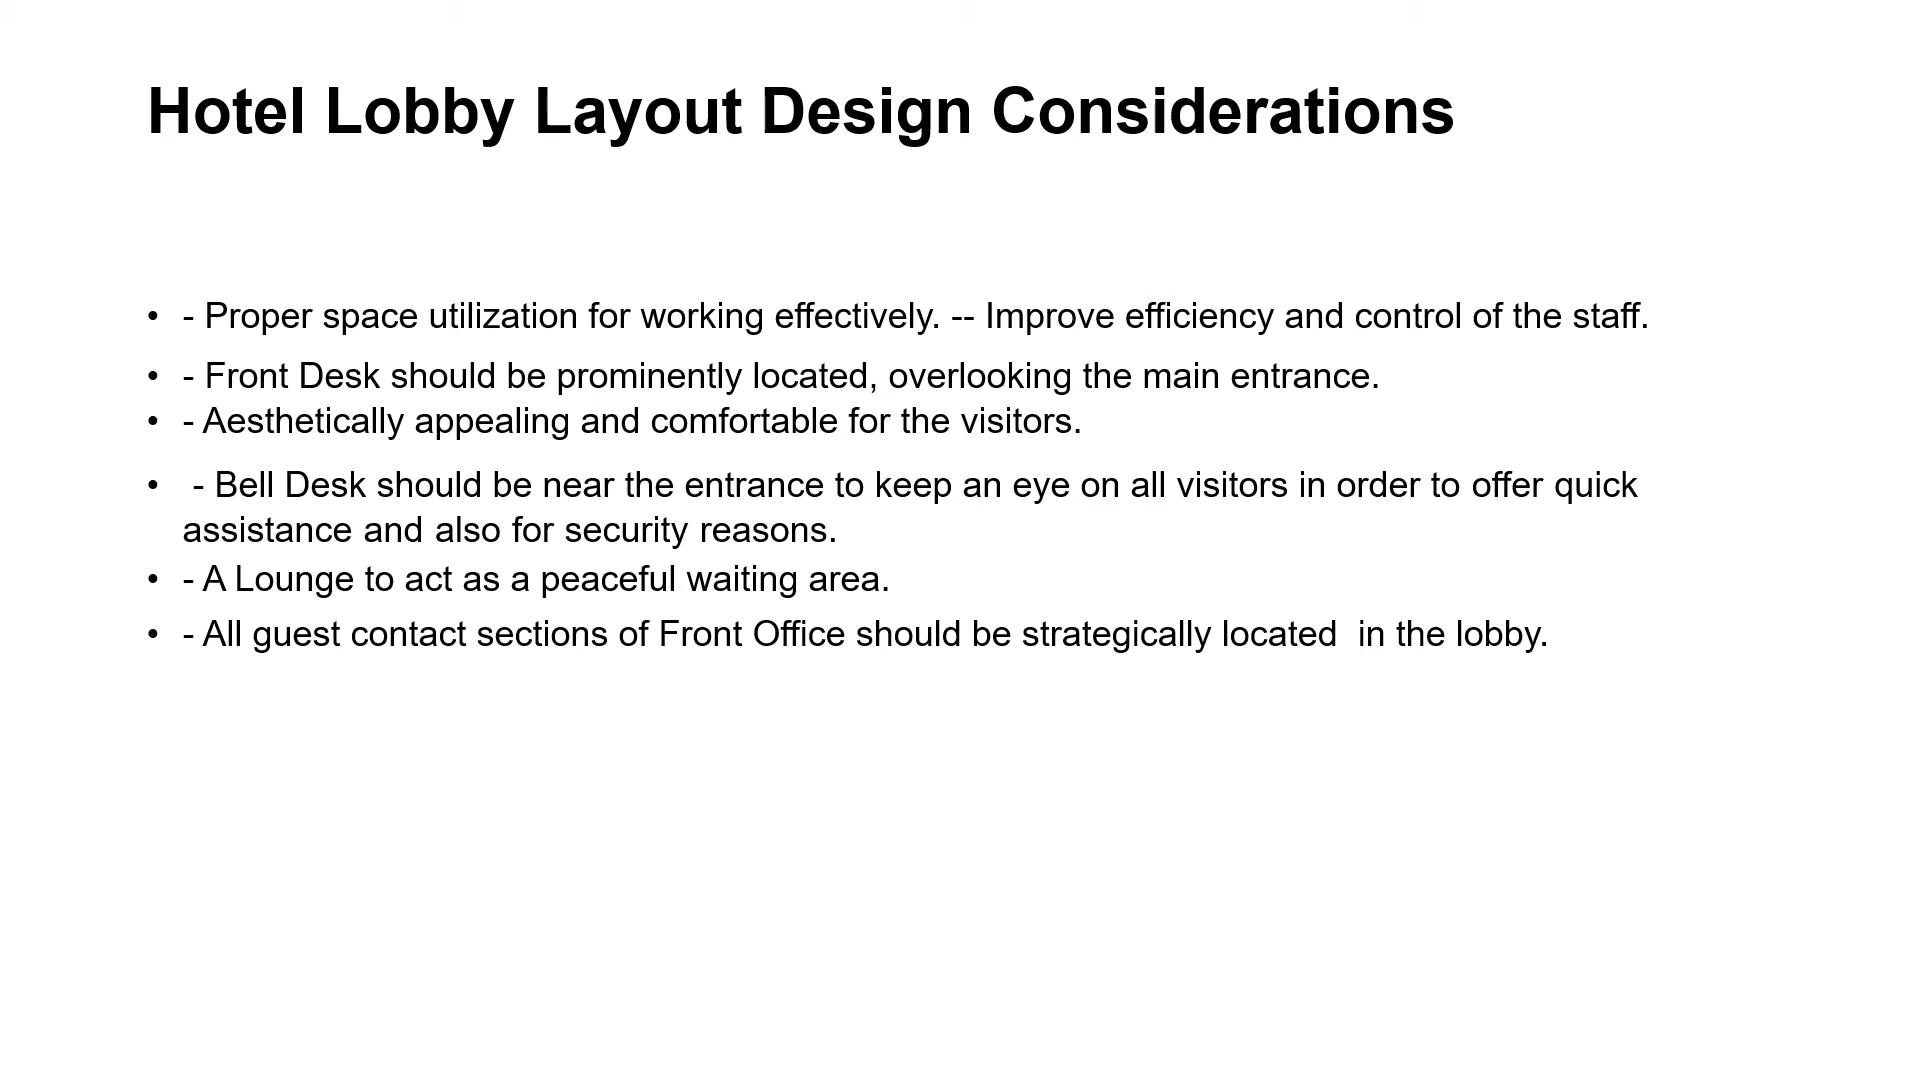 Hotel Lobby Layout Design Considerations
• - Proper space utilization for working effectively. -- Improve efficiency and control of the staff.
• - Front Desk should be prominently located, overlooking the main entrance.
• - Aesthetically appealing and comfortable for the visitors.
•  - Bell Desk should be near the entrance to keep an eye on all visitors in order to offer quick
assistance and also for security reasons.
• - A Lounge to act as a peaceful waiting area.
• - All guest contact sections of Front Office should be strategically located  in the lobby.